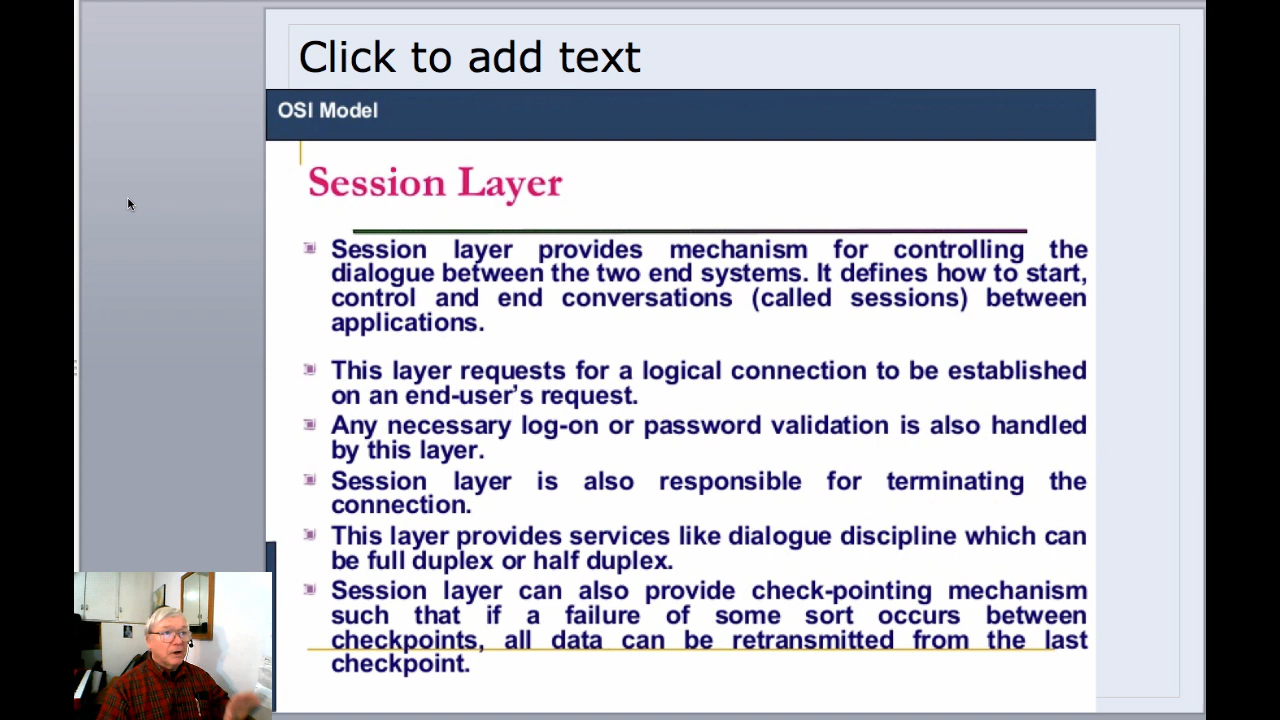 Click to add text
OSI Model
Session Layer
Session layer provides mechanism for controlling the
dialogue between the two end systems. It defines how to start,
control and end conversations (called sessions) between
applications.
This layer requests for a logical connection to be established
on an end-user’s request.
Any necessary log-on or password validation is also handled
by this layer.
Session layer is also responsible for terminating the
connection.
This layer provides services like dialogue discipline which can
be full duplex or half duplex.
Session layer can also provide check-pointing mechanism
such that if a failure of some sort occurs between
checkpoints, all data can be retransmitted from the last
checkpoint.